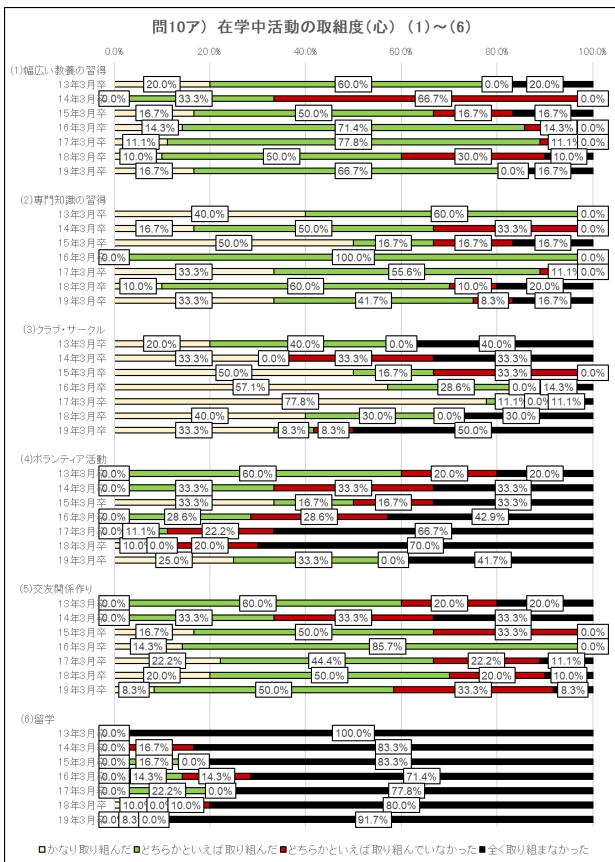 問10ア）在学中活動の取組度(心)（1）～(6)
0.0% 20.0% 40.0% 60.0% 80.0% 100.0%
(1)幅広い教養の習得
13年3月卒 20.0% 60.0% 0.0% 20.0%
14年3月卒 0.0% 33.3% 66.7% 0.0%
15年3月卒 16.7% 50.0% 16.7% 16.7%
16年3月卒 14.3% 71.4% 14.3% 0.0%
17年3月卒 11.1% 77.8% 11.1% 0.0%
18年3月卒 10.0% 50.0% 30.0% 10.0%
19年3月卒 16.7% 66.7% 0.0% 16.7%
(2)専門知識の習得
13年3月卒 40.0% 60.0% 0.0%
14年3月卒 16.7% 50.0% 33.3% 0.0%
15年3月卒 50.0% 16.7% 16.7% 16.7%
16年3月卒 0.0% 100.0% 0.0%
17年3月卒 33.3% 55.6% 11.1% 0.0%
18年3月卒 10.0% 60.0% 10.0% 20.0%
19年3月卒 33.3% 41.7% 8.3% 16.7%
(3)クラブ・サークル
13年3月卒 20.0% 40.0% 0.0% 40.0%
14年3月卒 33.3% 0.0% 33.3% 33.3%
15年3月卒 50.0% 16.7% 33.3% 0.0%
16年3月卒 57.1% 28.6% 0.0% 14.3%
17年3月卒 77.8% 11.1% 0.0% 11.1%
18年3月卒 40.0% 30.0% 0.0% 30.0%
19年3月卒 33.3% 8.3% 8.3% 50.0%
(4)ボランティア活動
13年3月卒 0.0% 60.0% 20.0% 20.0%
14年3月卒 0.0% 33.3% 33.3% 33.3%
15年3月卒 33.3% 16.7% 16.7% 33.3%
16年3月卒 0.0% 28.6% 28.6% 42.9%
17年3月卒 0.0% 11.1% 22.2% 66.7%
18年3月卒 10.0% 0.0% 20.0% 70.0%
19年3月卒 25.0% 33.3% 0.0% 41.7%
(5)交友関係作り
13年3月卒 0.0% 60.0% 20.0% 20.0%
14年3月卒 0.0% 33.3% 33.3% 33.3%
15年3月卒 16.7% 50.0% 33.3% 0.0%
16年3月卒 14.3% 85.7% 0.0%
17年3月卒 22.2% 44.4% 22.2% 11.1%
18年3月卒 20.0% 50.0% 20.0% 10.0%
19年3月卒 8.3% 50.0% 33.3% 8.3%
(6)留学
13年3月卒 0.0% 100.0%
14年3月卒 0.0% 16.7% 83.3%
15年3月卒 0.0% 16.7% 0.0% 83.3%
16年3月卒 0.0% 14.3% 14.3% 71.4%
17年3月卒 0.0% 22.2% 0.0% 77.8%
18年3月卒 10.0% 0.0% 10.0% 80.0%
19年3月卒 0.0% 8.3% 0.0% 91.7%
かなり取り組んだ どちらかといえば取り組んだ どちらかといえば取り組んでいなかった 全く取り組まなかった